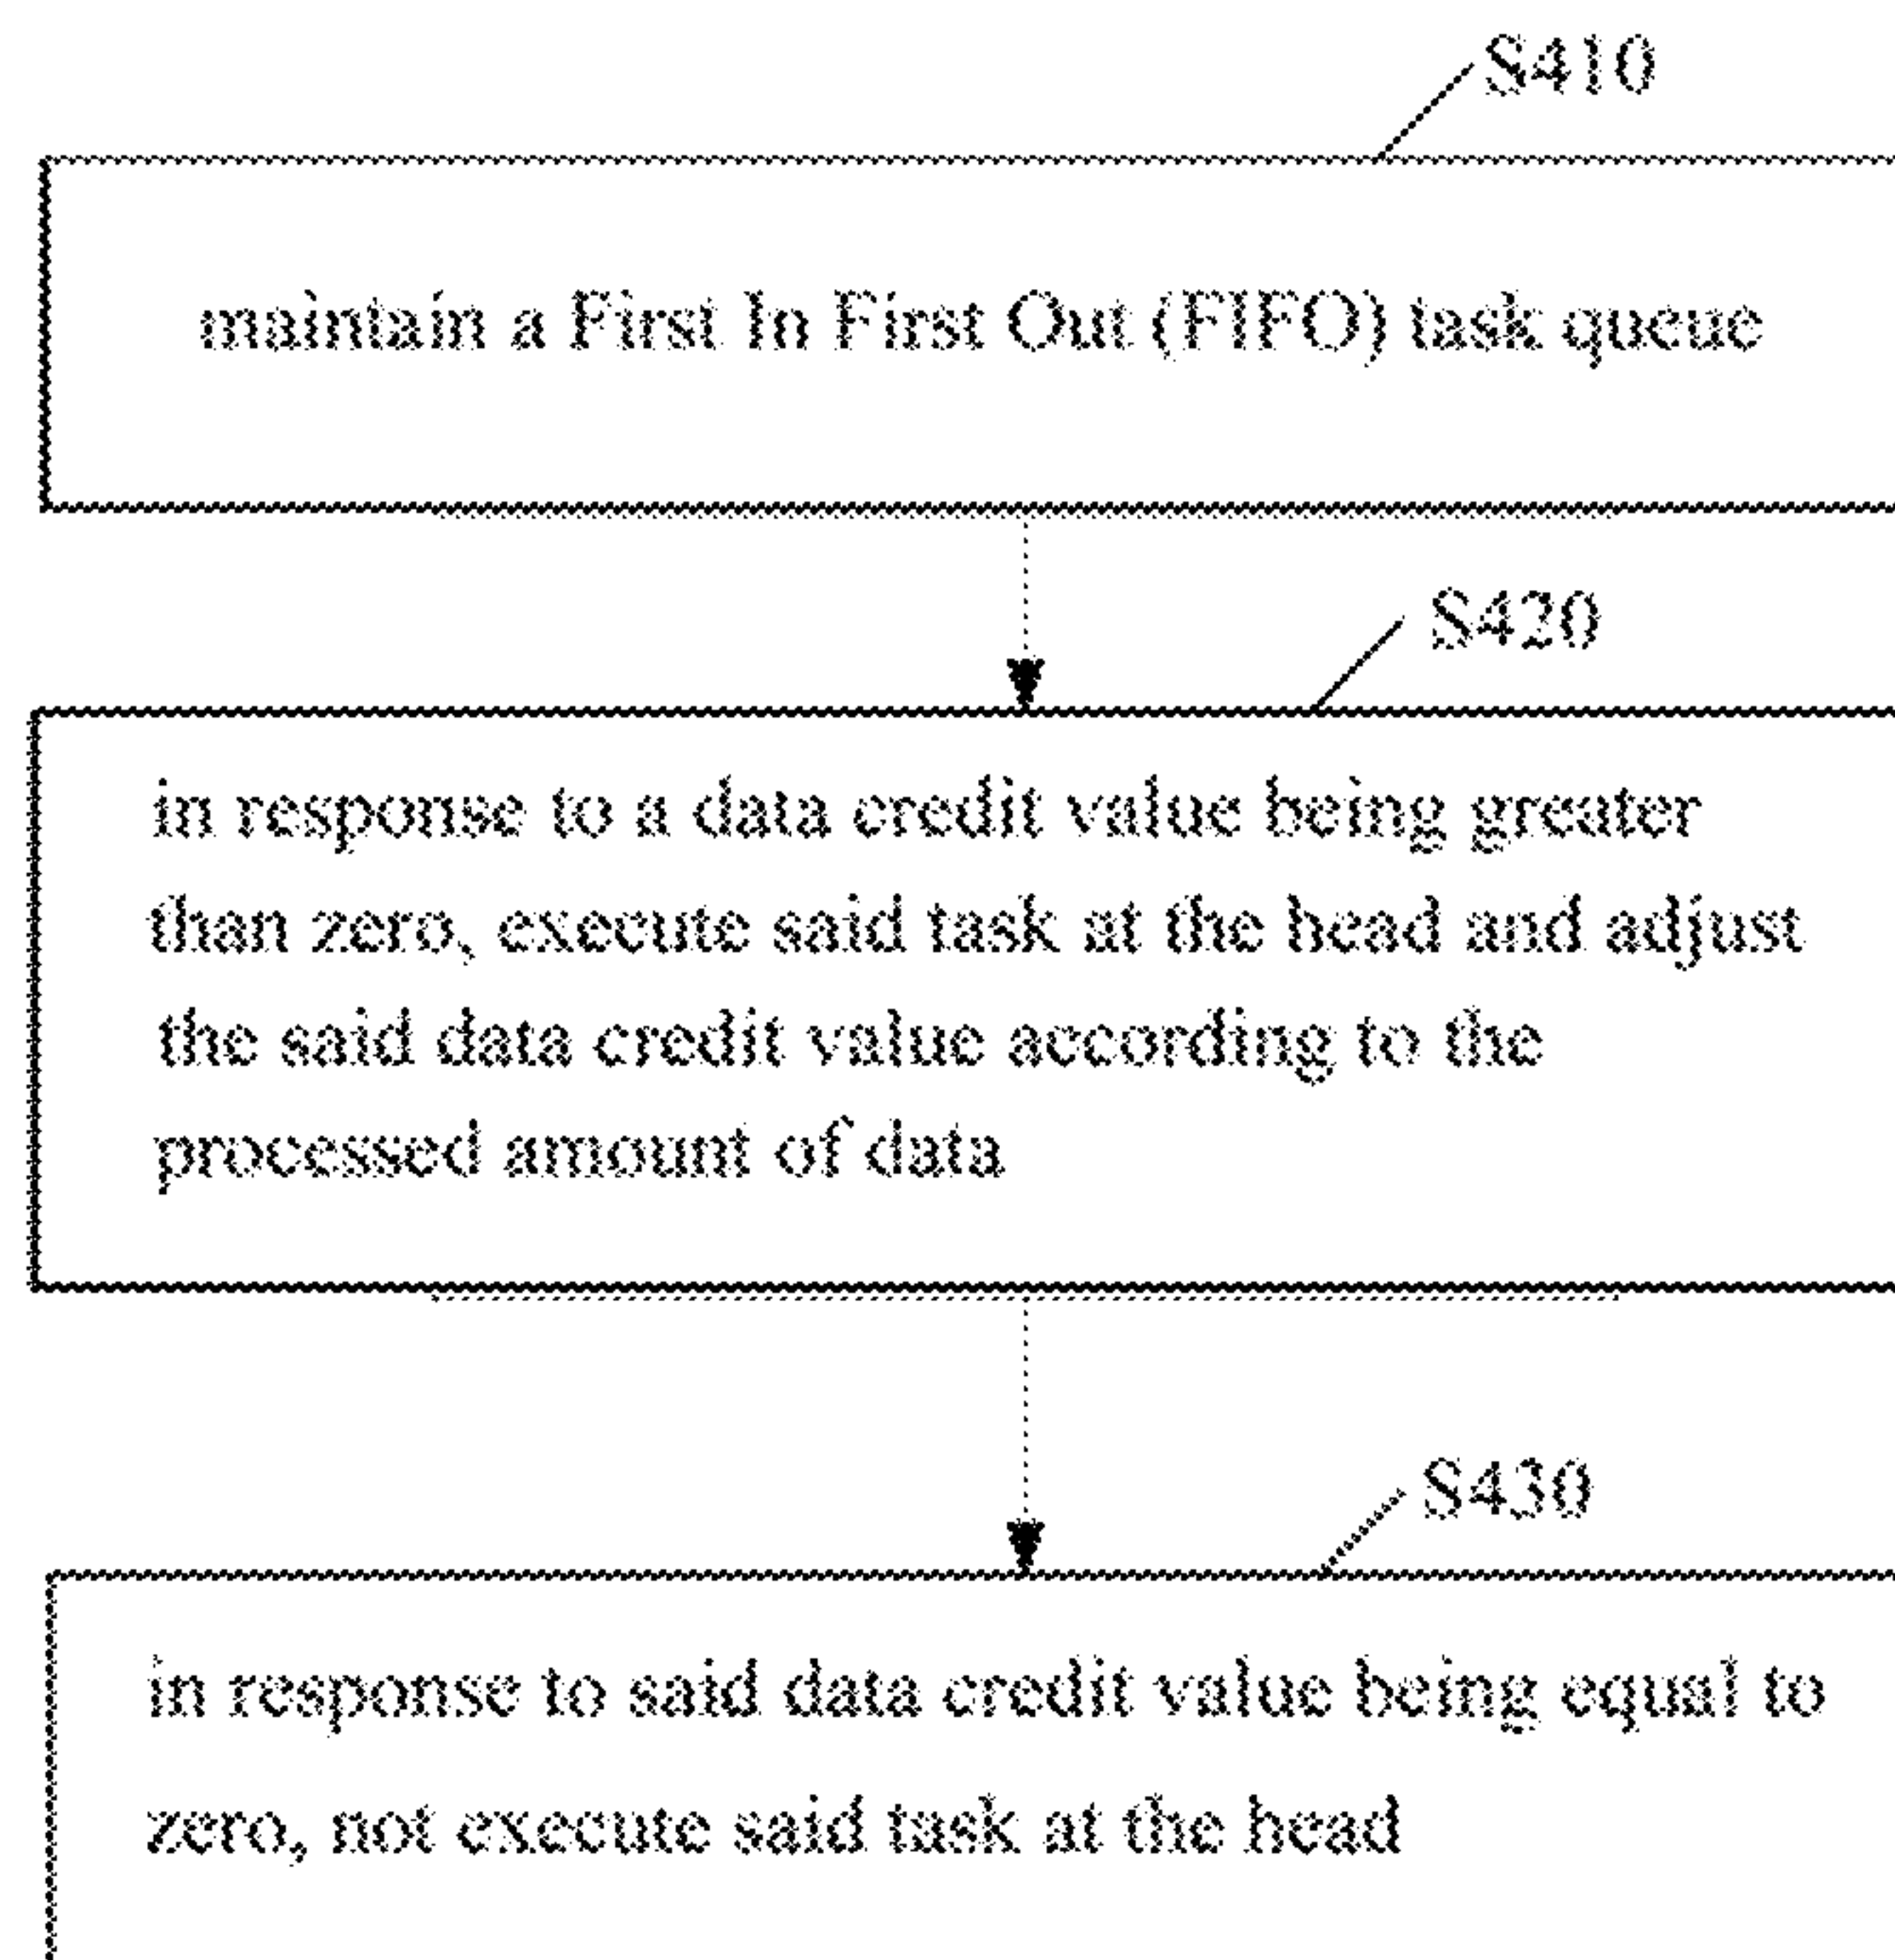 S410
maintain a First In First Out (FIFO) task queue
S420
in response to a data credit value being greater
than zero, execute said task at the head and adjust
the said data credit value according to the
processed amount of data
S430
in response to said data credit value being equal to
zero, not execute said task at the head